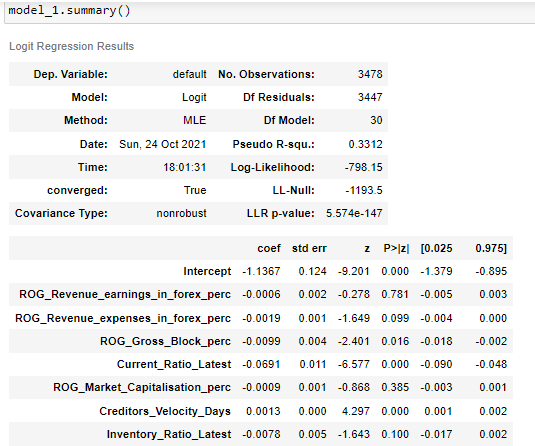 model_1.summary()
Logit Regression Results
Dep. Variable: default No. Observations: 3478
Model: Logit Df Residuals: 3447
Method: MLE Df Model: 30
Date: Sun, 24 Oct 2021 Pseudo R-squ.: 0.3312
Time: 18:01:31 Log-Likelihood: -798.15
converged: True LL-Null: -1193.5
Covariance Type: nonrobust LLR p-value: 5.574e-147
coef std err z P>|z| [0.025 0.975]
Intercept -1.1367 0.124 -9.201 0.000 -1.379 -0.895
ROG_Revenue_earnings_in_forex_perc -0.0006 0.002 -0.278 0.781 -0.005 0.003
ROG_Revenue_expenses_in_forex_perc -0.0019 0.001 -1.649 0.099 -0.004 0.000
ROG_Gross_Block_perc -0.0099 0.004 -2.401 0.016 -0.018 -0.002
Current_Ratio_Latest -0.0691 0.011 -6.577 0.000 -0.090 -0.048
ROG_Market_Capitalisation_perc -0.0009 0.001 -0.868 0.385 -0.003 0.001
Creditors_Velocity_Days 0.0013 0.000 4.297 0.000 0.001 0.002
Inventory_Ratio_Latest -0.0078 0.005 -1.643 0.100 -0.017 0.002